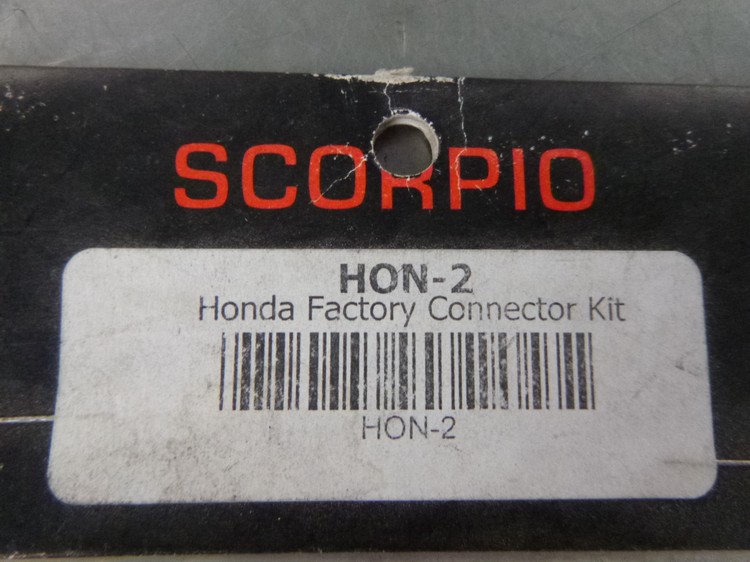 SCORPIO
HON-2
Honda Factory Connector Kit
HON-2